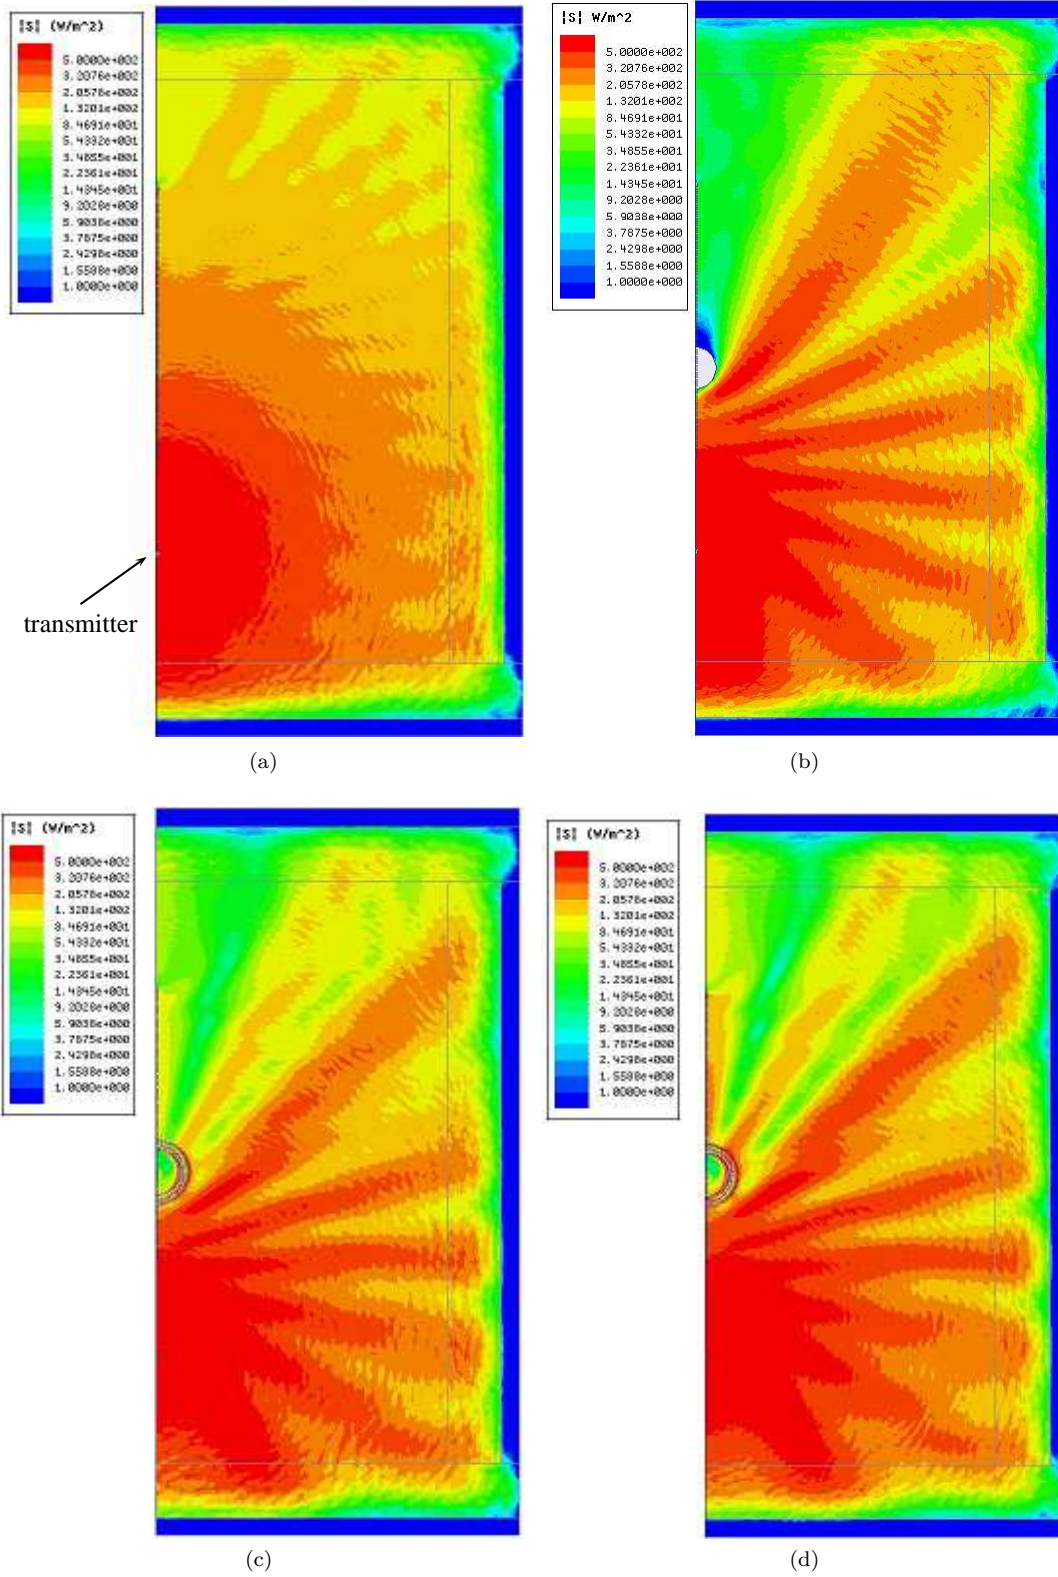 |S| (W/m^2)
5.0000e+002
3.2076e+002
2.0578e+002
1.3201e+002
8.4691e+001
5.4332e+001
3.4855e+001
2.2361e+001
1.4345e+001
9.2028e+000
5.9038e+000
3.7875e+000
2.4298e+000
1.5588e+000
1.0000e+000
transmitter
(a)
|S| W/m^2
5.0000e+002
3.2076e+002
2.0578e+002
1.3201e+002
8.4691e+001
5.4332e+001
3.4855e+001
2.2361e+001
1.4345e+001
9.2028e+000
5.9038e+000
3.7875e+000
2.4298e+000
1.5588e+000
1.0000e+000
(b)
|S| (W/m^2)
5.0000e+002
3.2076e+002
2.0578e+002
1.3201e+002
8.4691e+001
5.4332e+001
3.4855e+001
2.2361e+001
1.4345e+001
9.2028e+000
5.9038e+000
3.7875e+000
2.4298e+000
1.5588e+000
1.0000e+000
(c)
|S| (W/m^2)
5.0000e+002
3.2076e+002
2.0578e+002
1.3201e+002
8.4691e+001
5.4332e+001
3.4855e+001
2.2361e+001
1.4345e+001
9.2028e+000
5.9038e+000
3.7875e+000
2.4298e+000
1.5588e+000
1.0000e+000
(d)